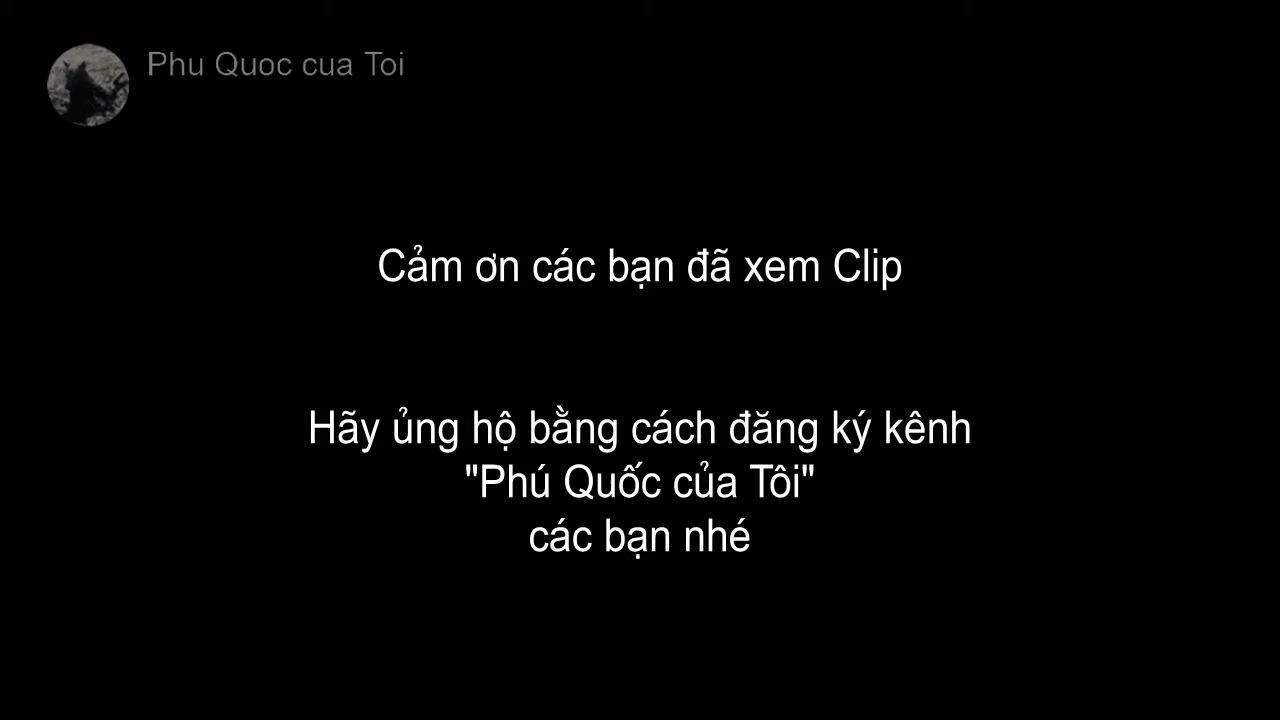 Phu Quoc cua Toi
Cảm ơn các bạn đã xem Clip
Hãy ủng hộ bằng cách đăng ký kênh
"Phú Quốc của Tôi"
các bạn nhé